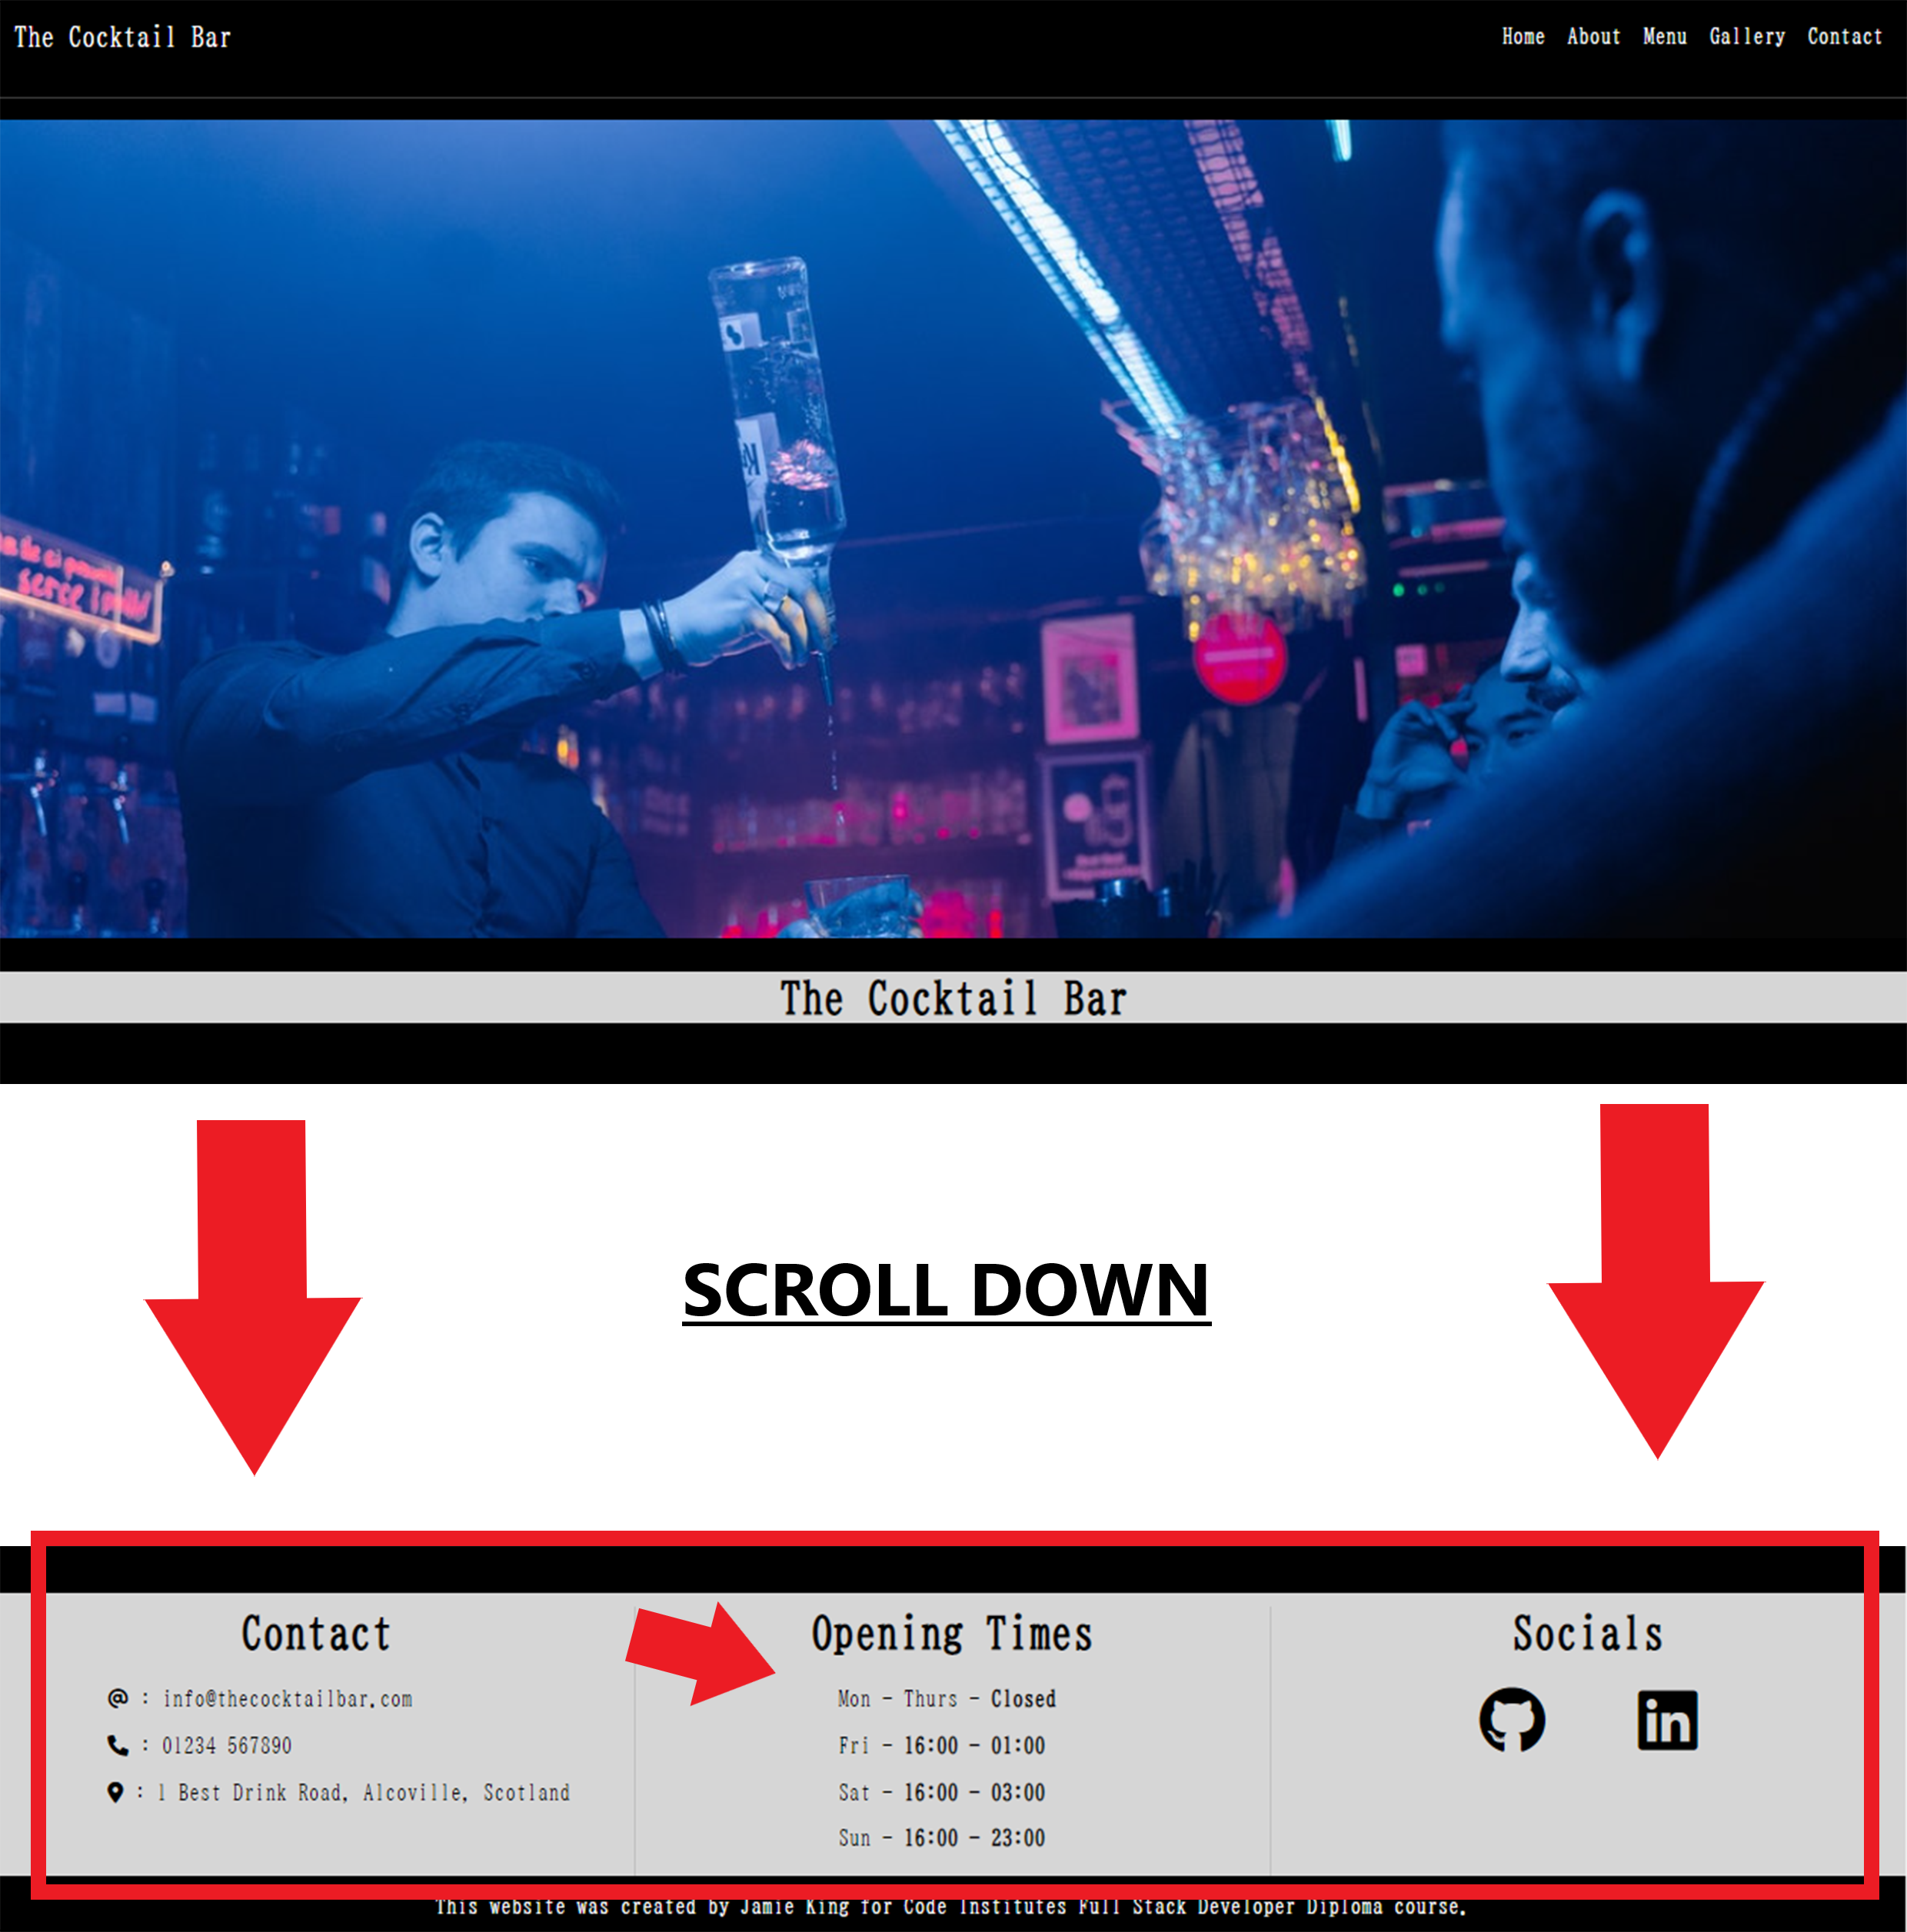 The Cocktail Bar
Home About Menu Gallery Contact
The Cocktail Bar
SCROLL DOWN
Contact
@ : info@thecocktailbar.com
: 01234 567890
: 1 Best Drink Road, Alcoville, Scotland
Opening Times
Mon - Thurs - Closed
Fri - 16:00 - 01:00
Sat - 16:00 - 03:00
Sun - 16:00 - 23:00
Socials
in
This website was created by Jamie King for Code Institutes Full Stack Developer Diploma course.